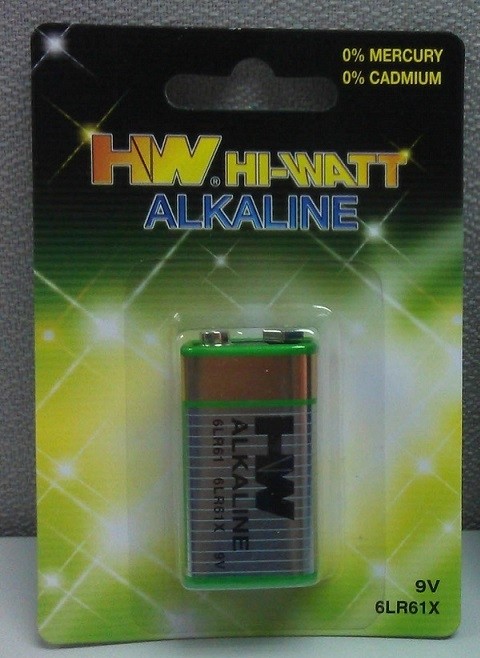 0% MERCURY
0% CADMIUM
HW® HI-WATT
ALKALINE
HW
ALKALINE
6LR61 6LR61X 9V
9V
6LR61X